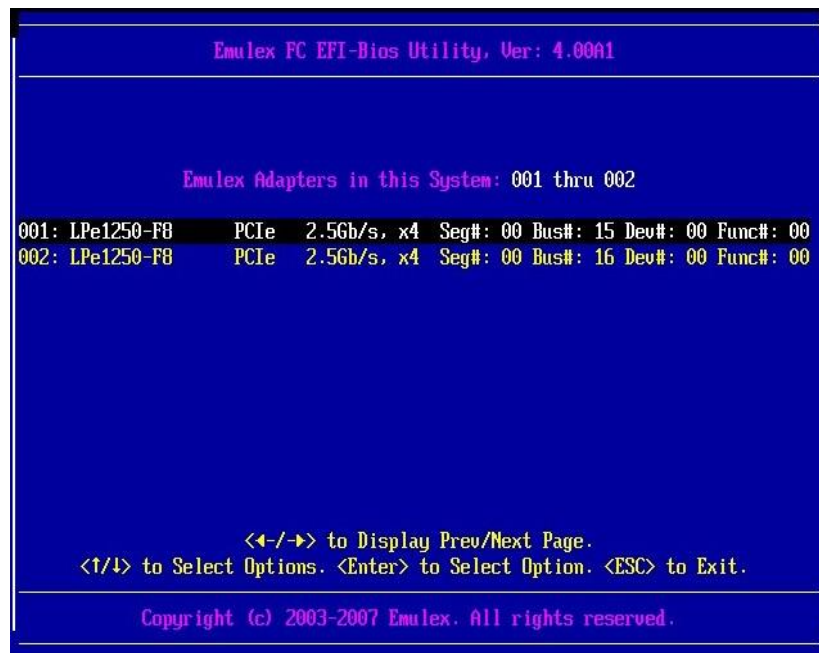 Emulex FC EFI-Bios Utility, Ver: 4.00A1
Emulex Adapters in this System: 001 thru 002
001: LPe1250-F8 PCIe 2.5Gb/s, x4 Seg#: 00 Bus#: 15 Dev#: 00 Func#: 00
002: LPe1250-F8 PCIe 2.5Gb/s, x4 Seg#: 00 Bus#: 16 Dev#: 00 Func#: 00
<◄-/-►> to Display Prev/Next Page.
<↑/↓> to Select Options. <Enter> to Select Option. <ESC> to Exit.
Copyright (c) 2003-2007 Emulex. All rights reserved.